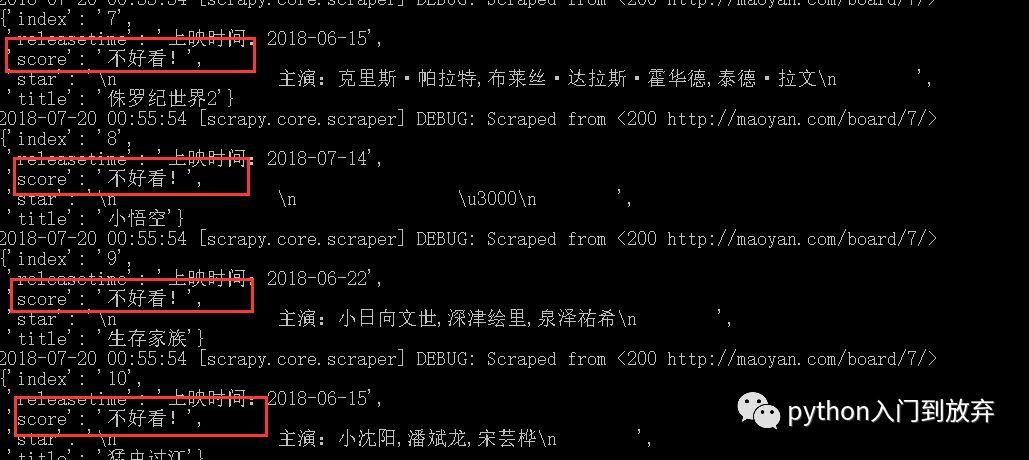 2018-07-20 00:55:54 [scrapy.core.scraper] DEBUG: Scraped from <200 http://maoyan.com/board/7/>
{'index': '7',
'releasetime': '上映时间：2018-06-15',
'score': '不好看！',
'star': '\n 主演：克里斯·帕拉特,布莱丝·达拉斯·霍华德,泰德·拉文\n ',
'title': '侏罗纪世界2'}
2018-07-20 00:55:54 [scrapy.core.scraper] DEBUG: Scraped from <200 http://maoyan.com/board/7/>
{'index': '8',
'releasetime': '上映时间：2018-07-14',
'score': '不好看！',
'star': '\n \n \u3000\n ',
'title': '小悟空'}
2018-07-20 00:55:54 [scrapy.core.scraper] DEBUG: Scraped from <200 http://maoyan.com/board/7/>
{'index': '9',
'releasetime': '上映时间：2018-06-22',
'score': '不好看！',
'star': '\n 主演：小日向文世,深津绘里,泉泽祐希\n ',
'title': '生存家族'}
2018-07-20 00:55:54 [scrapy.core.scraper] DEBUG: Scraped from <200 http://maoyan.com/board/7/>
{'index': '10',
'releasetime': '上映时间：2018-06-15',
'score': '不好看！',
'star': '\n 主演：小沈阳,潘斌龙,宋芸桦\n ',
'title': '猛虫过江'}
python入门到放弃